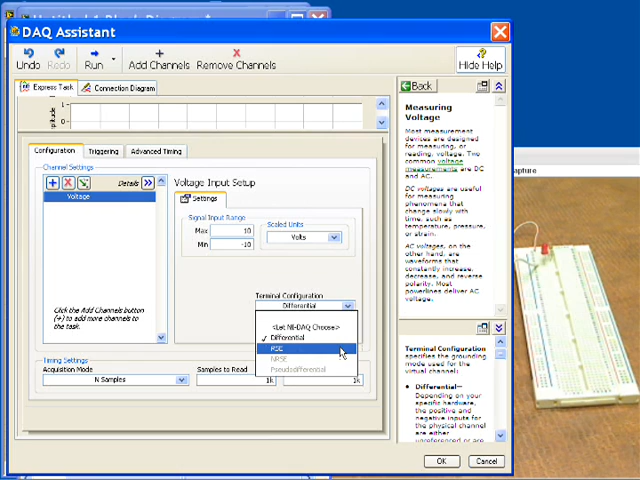 DAQ Assistant
Undo
Redo
Run
Add Channels
Remove Channels
Hide Help
Express Task
Connection Diagram
Back
1
0
Configuration
Triggering
Advanced Timing
Channel Settings
Details
Voltage
Click the Add Channels button
(+) to add more channels to
the task.
Voltage Input Setup
Settings
Signal Input Range
Max
10
Min
-10
Scaled Units
Volts
Terminal Configuration
Differential
<Let NI-DAQ Choose>
Differential
RSE
NRSE
Pseudodifferential
Timing Settings
Acquisition Mode
N Samples
Samples to Read
1k
1k
Measuring
Voltage
Most measurement
devices are designed
for measuring, or
reading, voltage. Two
common voltage
measurements are DC
and AC.
DC voltages are useful
for measuring
phenomena that
change slowly with
time, such as
temperature, pressure,
or strain.
AC voltages, on the
other hand, are
waveforms that
constantly increase,
decrease, and reverse
polarity. Most
powerlines deliver AC
voltage.
Terminal Configuration
specifies the grounding
mode used for the
virtual channel:
• Differential—
Depending on your
specific hardware,
the positive and
negative inputs for
the physical channel
are either
unreferenced or are
OK
Cancel
apture